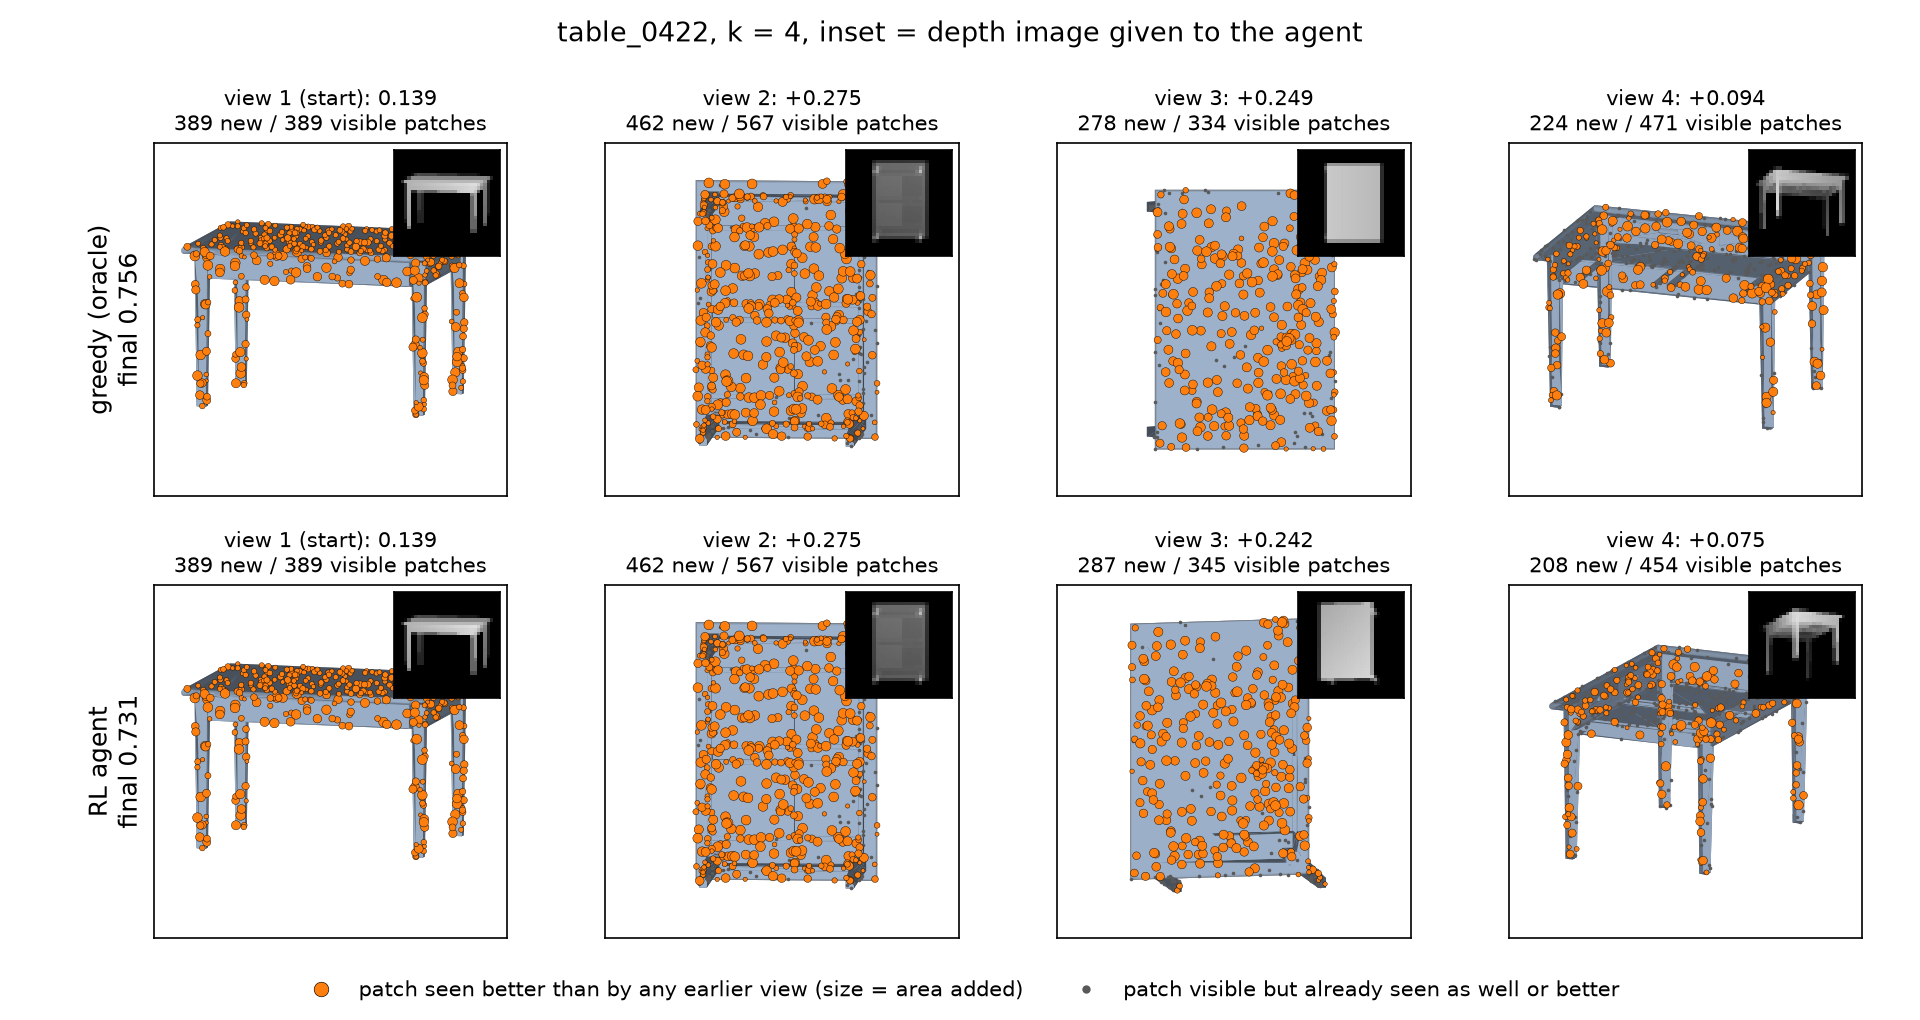 table_0422, k = 4, inset = depth image given to the agent
greedy (oracle)
final 0.756
view 1 (start): 0.139
389 new / 389 visible patches
view 2: +0.275
462 new / 567 visible patches
view 3: +0.249
278 new / 334 visible patches
view 4: +0.094
224 new / 471 visible patches
RL agent
final 0.731
view 1 (start): 0.139
389 new / 389 visible patches
view 2: +0.275
462 new / 567 visible patches
view 3: +0.242
287 new / 345 visible patches
view 4: +0.075
208 new / 454 visible patches
patch seen better than by any earlier view (size = area added)
patch visible but already seen as well or better